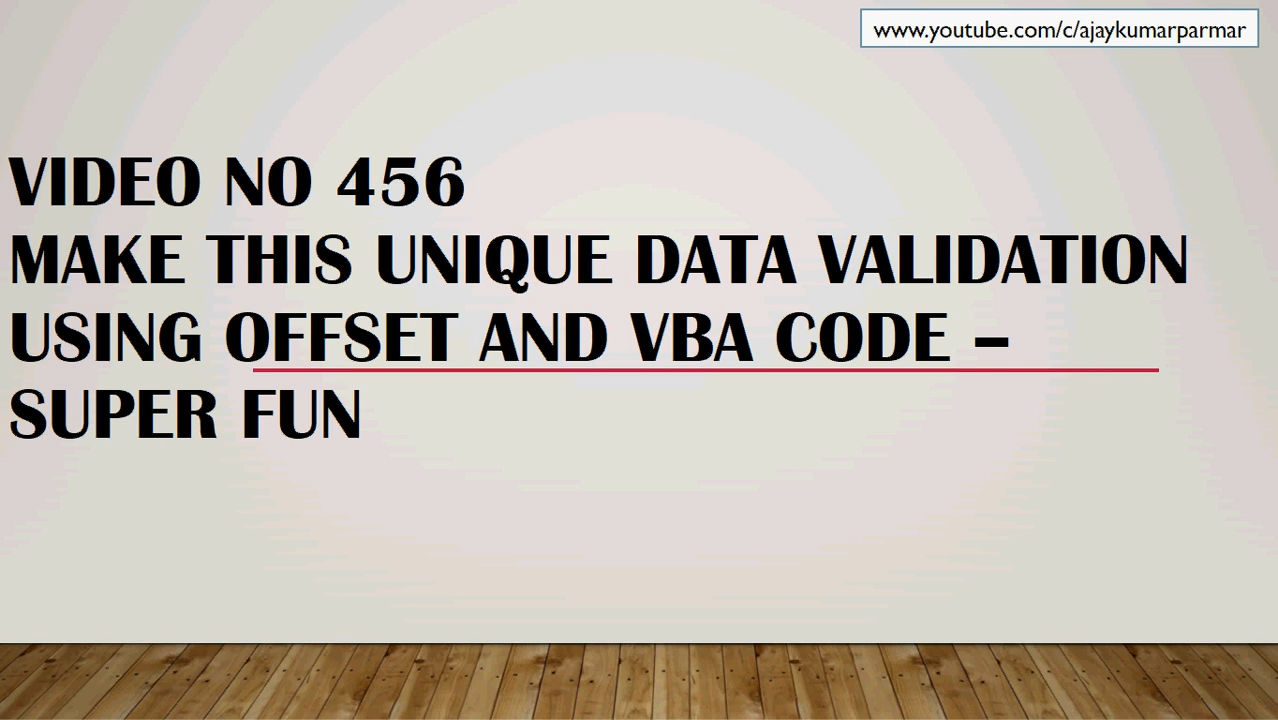 www.youtube.com/c/ajaykumarparmar
VIDEO NO 456
MAKE THIS UNIQUE DATA VALIDATION
USING OFFSET AND VBA CODE –
SUPER FUN